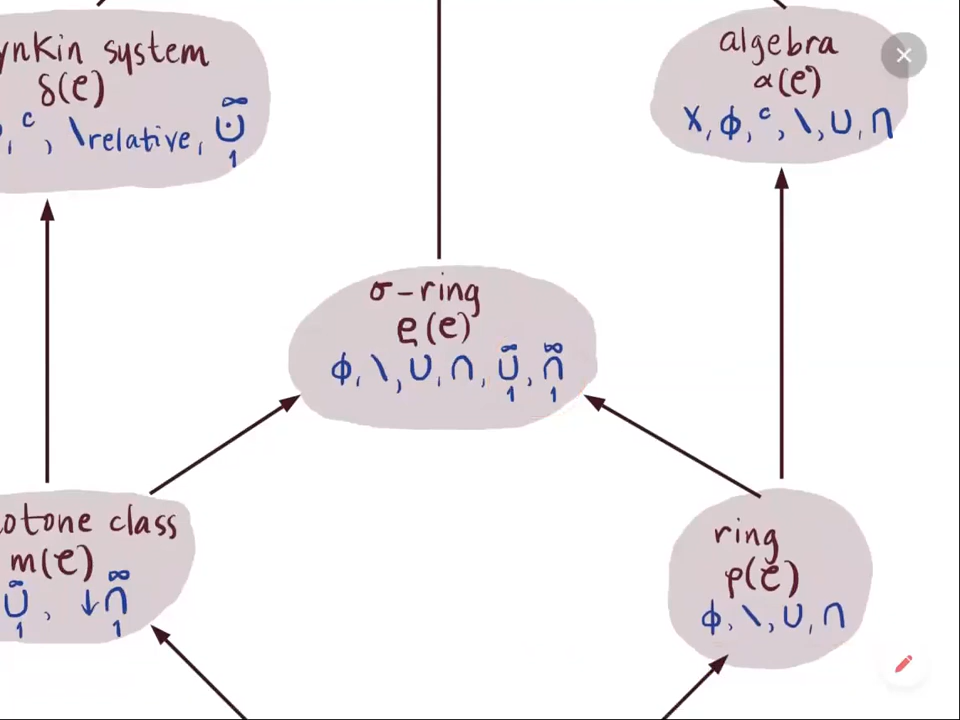 ynkin system
δ(e)
, ᶜ, \relative, ⨃₁^∞
algebra
α(e)
X, ϕ, ᶜ, \, ∪, ∩
σ-ring
ϱ(e)
ϕ, \, ∪, ∩, ∪₁^∞, ∩₁^∞
otone class
m(e)
∪₁^∞, ↓∩₁^∞
ring
ρ(e)
ϕ, \, ∪, ∩